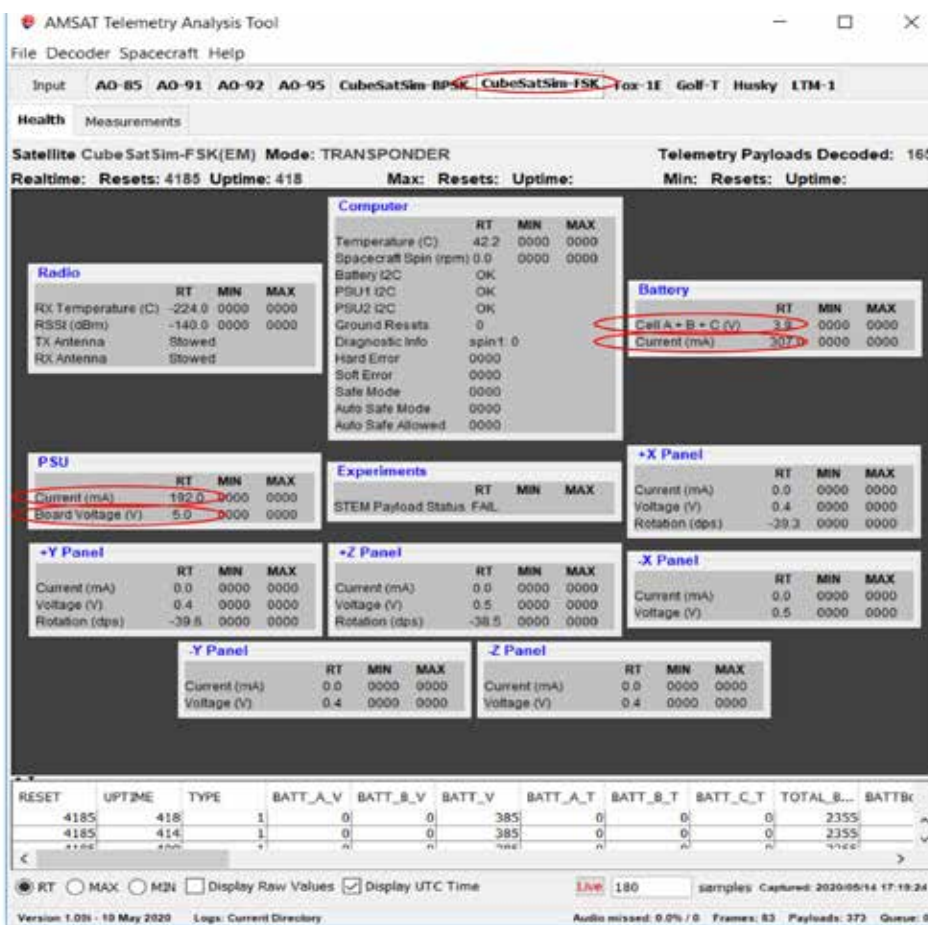 AMSAT Telemetry Analysis Tool
File Decoder Spacecraft Help
Input AO-85 AO-91 AO-92 AO-95 CubeSatSim-BPSK CubeSatSim-FSK Fox-1E Golf-T Husky LTM-1
Health Measurements
Satellite CubeSatSim-FSK(EM) Mode: TRANSPONDER Telemetry Payloads Decoded: 165
Realtime: Resets: 4185 Uptime: 418 Max: Resets: Uptime: Min: Resets: Uptime:
Computer
RT MIN MAX
Temperature (C) 42.2 0000 0000
Spacecraft Spin (rpm) 0.0 0000 0000
Battery I2C OK
PSU1 I2C OK
PSU2 I2C OK
Ground Resets 0
Diagnostic Info spin1: 0
Hard Error 0000
Soft Error 0000
Safe Mode 0000
Auto Safe Mode 0000
Auto Safe Allowed 0000
Radio
RT MIN MAX
RX Temperature (C) -224.0 0000 0000
RSSI (dBm) -140.0 0000 0000
TX Antenna Stowed
RX Antenna Stowed
Battery
RT MIN MAX
Cell A + B + C (V) 3.9 0000 0000
Current (mA) 307.0 0000 0000
PSU
RT MIN MAX
Current (mA) 192.0 0000 0000
Board Voltage (V) 5.0 0000 0000
Experiments
RT MIN MAX
STEM Payload Status FAIL
+X Panel
RT MIN MAX
Current (mA) 0.0 0000 0000
Voltage (V) 0.4 0000 0000
Rotation (dps) -39.3 0000 0000
+Y Panel
RT MIN MAX
Current (mA) 0.0 0000 0000
Voltage (V) 0.4 0000 0000
Rotation (dps) -39.6 0000 0000
+Z Panel
RT MIN MAX
Current (mA) 0.0 0000 0000
Voltage (V) 0.5 0000 0000
Rotation (dps) -38.5 0000 0000
-X Panel
RT MIN MAX
Current (mA) 0.0 0000 0000
Voltage (V) 0.5 0000 0000
-Y Panel
RT MIN MAX
Current (mA) 0.0 0000 0000
Voltage (V) 0.4 0000 0000
-Z Panel
RT MIN MAX
Current (mA) 0.0 0000 0000
Voltage (V) 0.4 0000 0000
RESET UPTIME TYPE BATT_A_V BATT_B_V BATT_V BATT_A_T BATT_B_T BATT_C_T TOTAL_B... BATTBo
4185 418 1 0 0 385 0 0 0 2355
4185 414 1 0 0 385 0 0 0 2355
RT MAX MIN Display Raw Values Display UTC Time Live 180 samples Captured: 2020/05/14 17:19:24
Version 1.09i - 10 May 2020 Logs: Current Directory Audio missed: 0.0% / 0 Frames: 83 Payloads: 373 Queue: 0